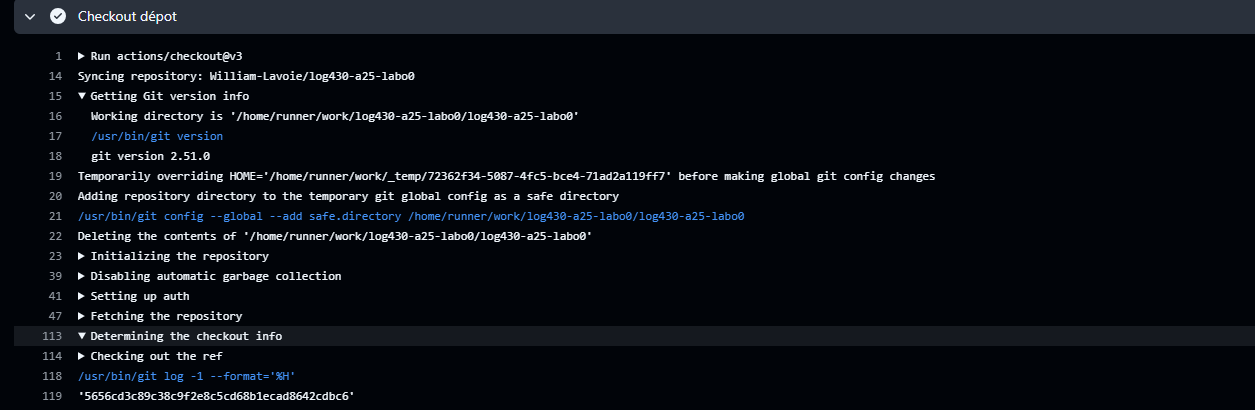 Checkout dépot
1 ▶ Run actions/checkout@v3
14 Syncing repository: William-Lavoie/log430-a25-labo0
15 ▼ Getting Git version info
16 Working directory is '/home/runner/work/log430-a25-labo0/log430-a25-labo0'
17 /usr/bin/git version
18 git version 2.51.0
19 Temporarily overriding HOME='/home/runner/work/_temp/72362f34-5087-4fc5-bce4-71ad2a119ff7' before making global git config changes
20 Adding repository directory to the temporary git global config as a safe directory
21 /usr/bin/git config --global --add safe.directory /home/runner/work/log430-a25-labo0/log430-a25-labo0
22 Deleting the contents of '/home/runner/work/log430-a25-labo0/log430-a25-labo0'
23 ▶ Initializing the repository
39 ▶ Disabling automatic garbage collection
41 ▶ Setting up auth
47 ▶ Fetching the repository
113 ▼ Determining the checkout info
114 ▶ Checking out the ref
118 /usr/bin/git log -1 --format='%H'
119 '5656cd3c89c38c9f2e8c5cd68b1ecad8642cdbc6'